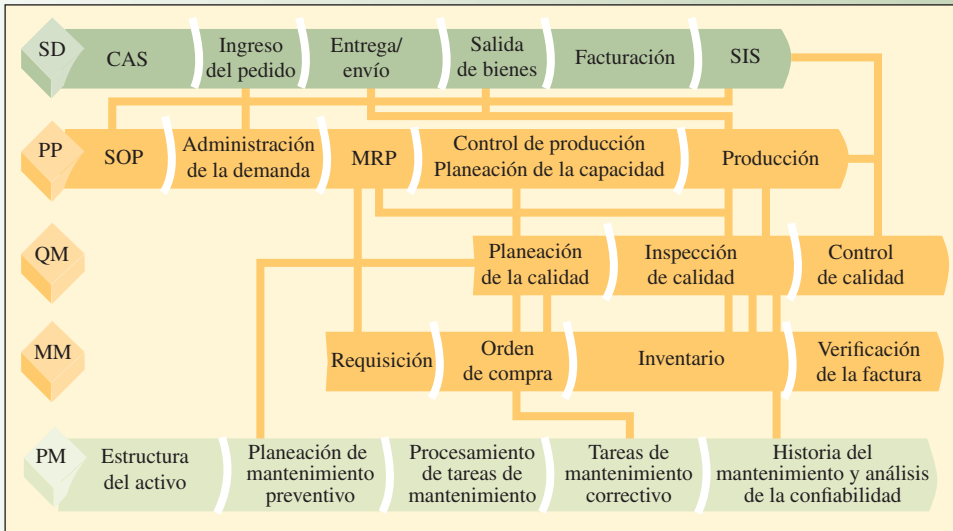 SD
CAS
Ingreso
del pedido
Entrega/
envío
Salida
de bienes
Facturación
SIS
PP
SOP
Administración
de la demanda
MRP
Control de producción
Planeación de la capacidad
Producción
QM
Planeación
de la calidad
Inspección
de calidad
Control
de calidad
MM
Requisición
Orden
de compra
Inventario
Verificación
de la factura
PM
Estructura
del activo
Planeación de
mantenimiento
preventivo
Procesamiento
de tareas de
mantenimiento
Tareas de
mantenimiento
correctivo
Historia del
mantenimiento y análisis
de la confiabilidad